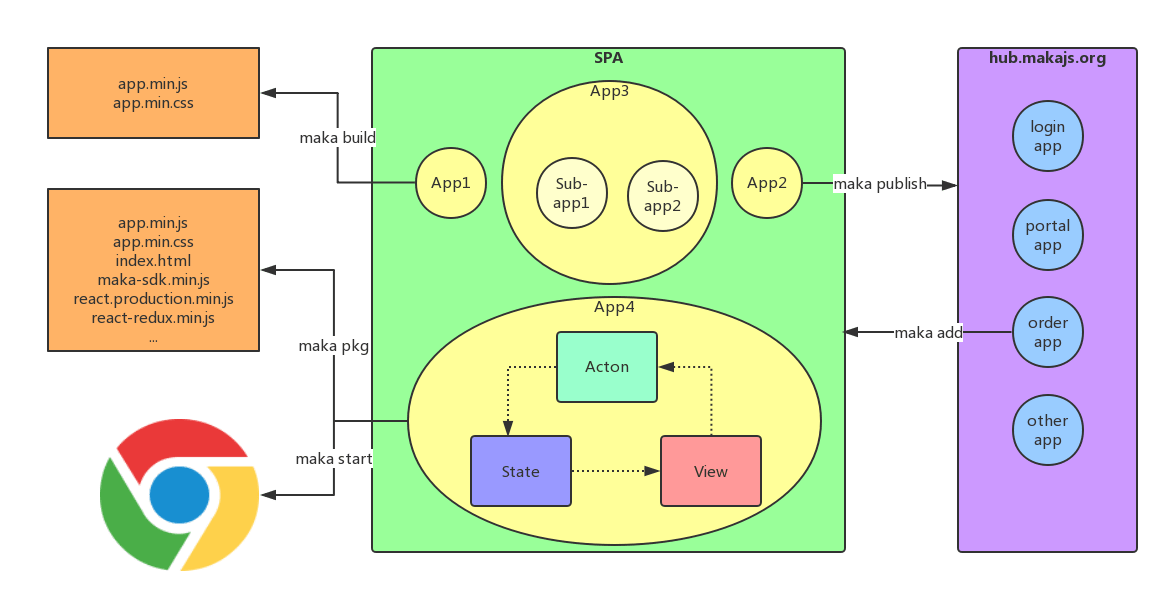 app.min.js
app.min.css
maka build
app.min.js
app.min.css
index.html
maka-sdk.min.js
react.production.min.js
react-redux.min.js
...
maka pkg
maka start
SPA
App3
App1
Sub-
app1
Sub-
app2
App2
App4
Acton
State
View
maka publish
maka add
hub.makajs.org
login
app
portal
app
order
app
other
app